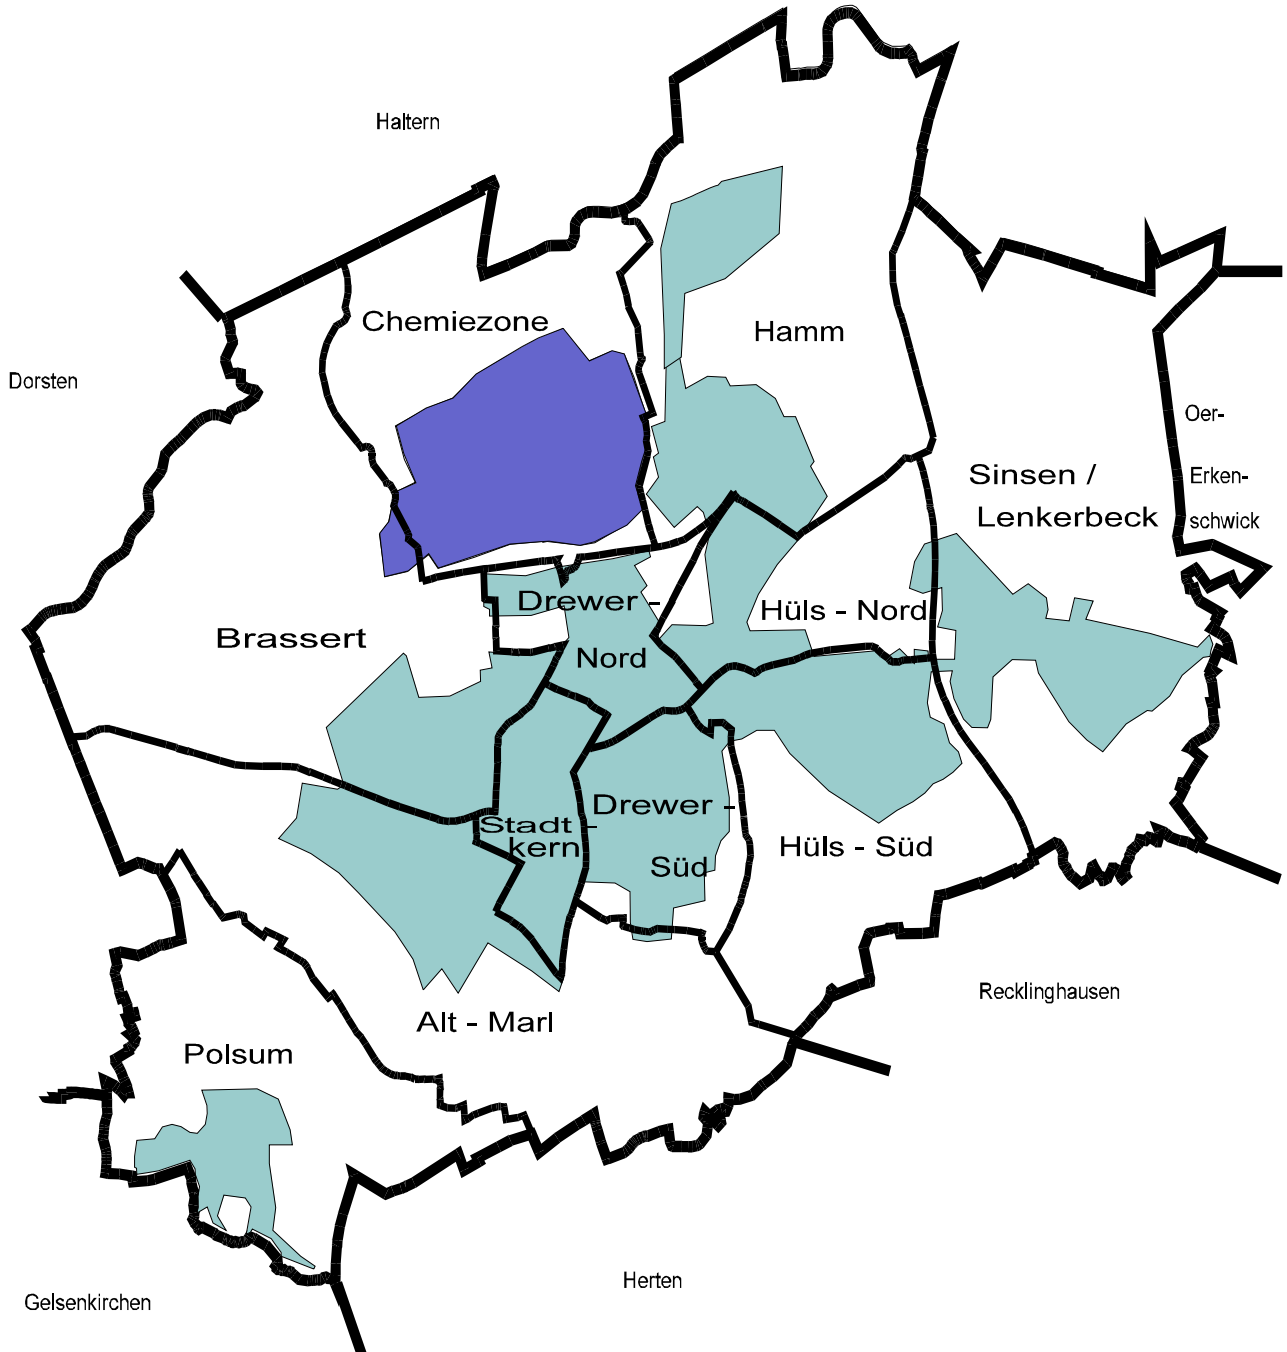 Haltern
Chemiezone
Hamm
Dorsten
Oer-
Erken-
schwick
Sinsen /
Lenkerbeck
Drewer -
Nord
Hüls - Nord
Brassert
Drewer -
Süd
Stadt -
kern
Hüls - Süd
Recklinghausen
Alt - Marl
Polsum
Herten
Gelsenkirchen